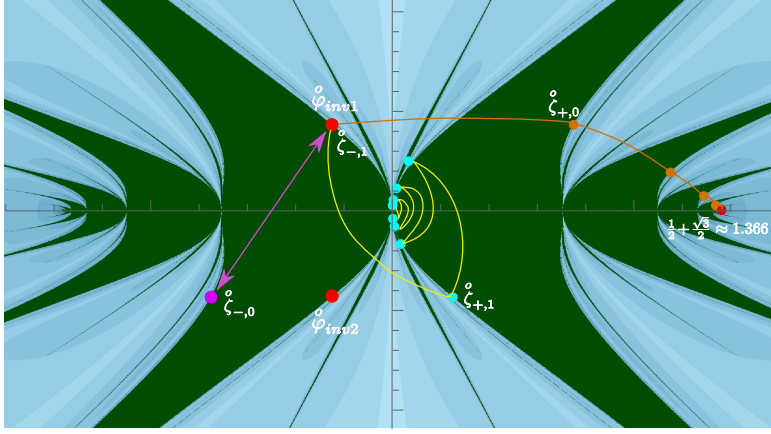 φ̊_{inv1}
ζ̊_{+,0}
ζ̊_{-,1}
1/2 + √3/2 ≈ 1.366
ζ̊_{-,0}
ζ̊_{+,1}
φ̊_{inv2}